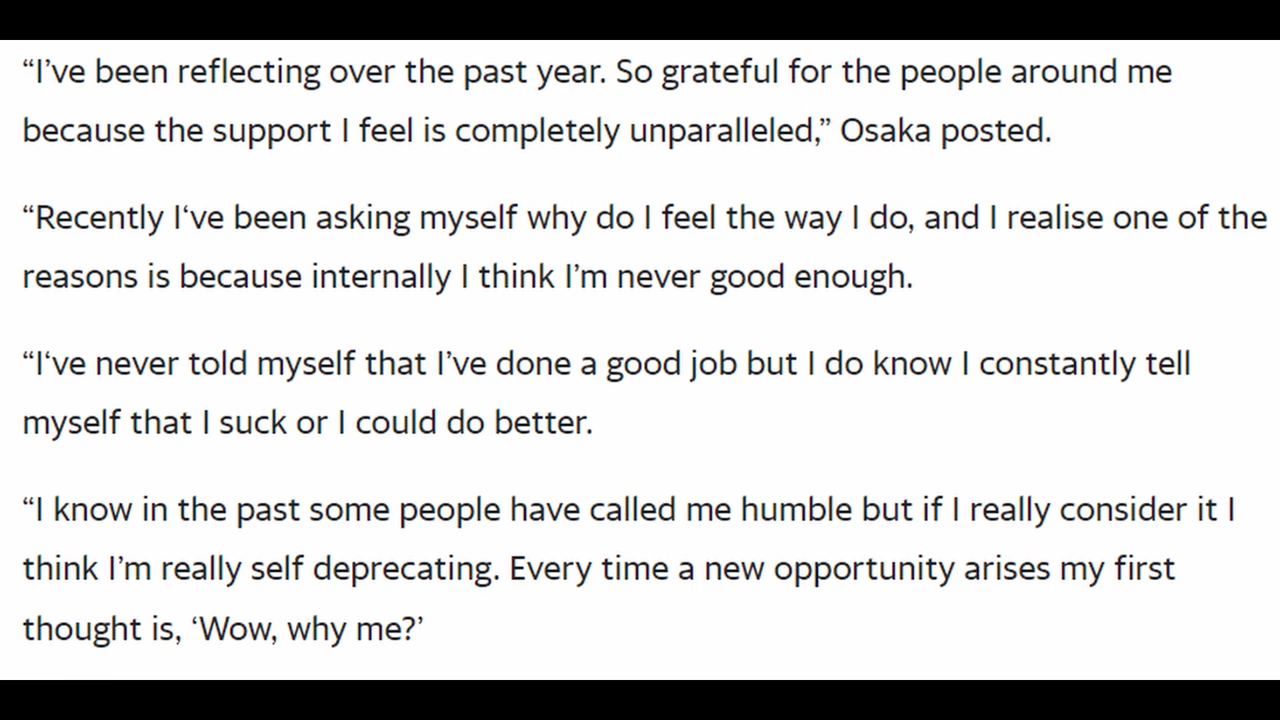 “I’ve been reflecting over the past year. So grateful for the people around me
because the support I feel is completely unparalleled,” Osaka posted.
“Recently I‘ve been asking myself why do I feel the way I do, and I realise one of the
reasons is because internally I think I’m never good enough.
“I‘ve never told myself that I’ve done a good job but I do know I constantly tell
myself that I suck or I could do better.
“I know in the past some people have called me humble but if I really consider it I
think I’m really self deprecating. Every time a new opportunity arises my first
thought is, ‘Wow, why me?’